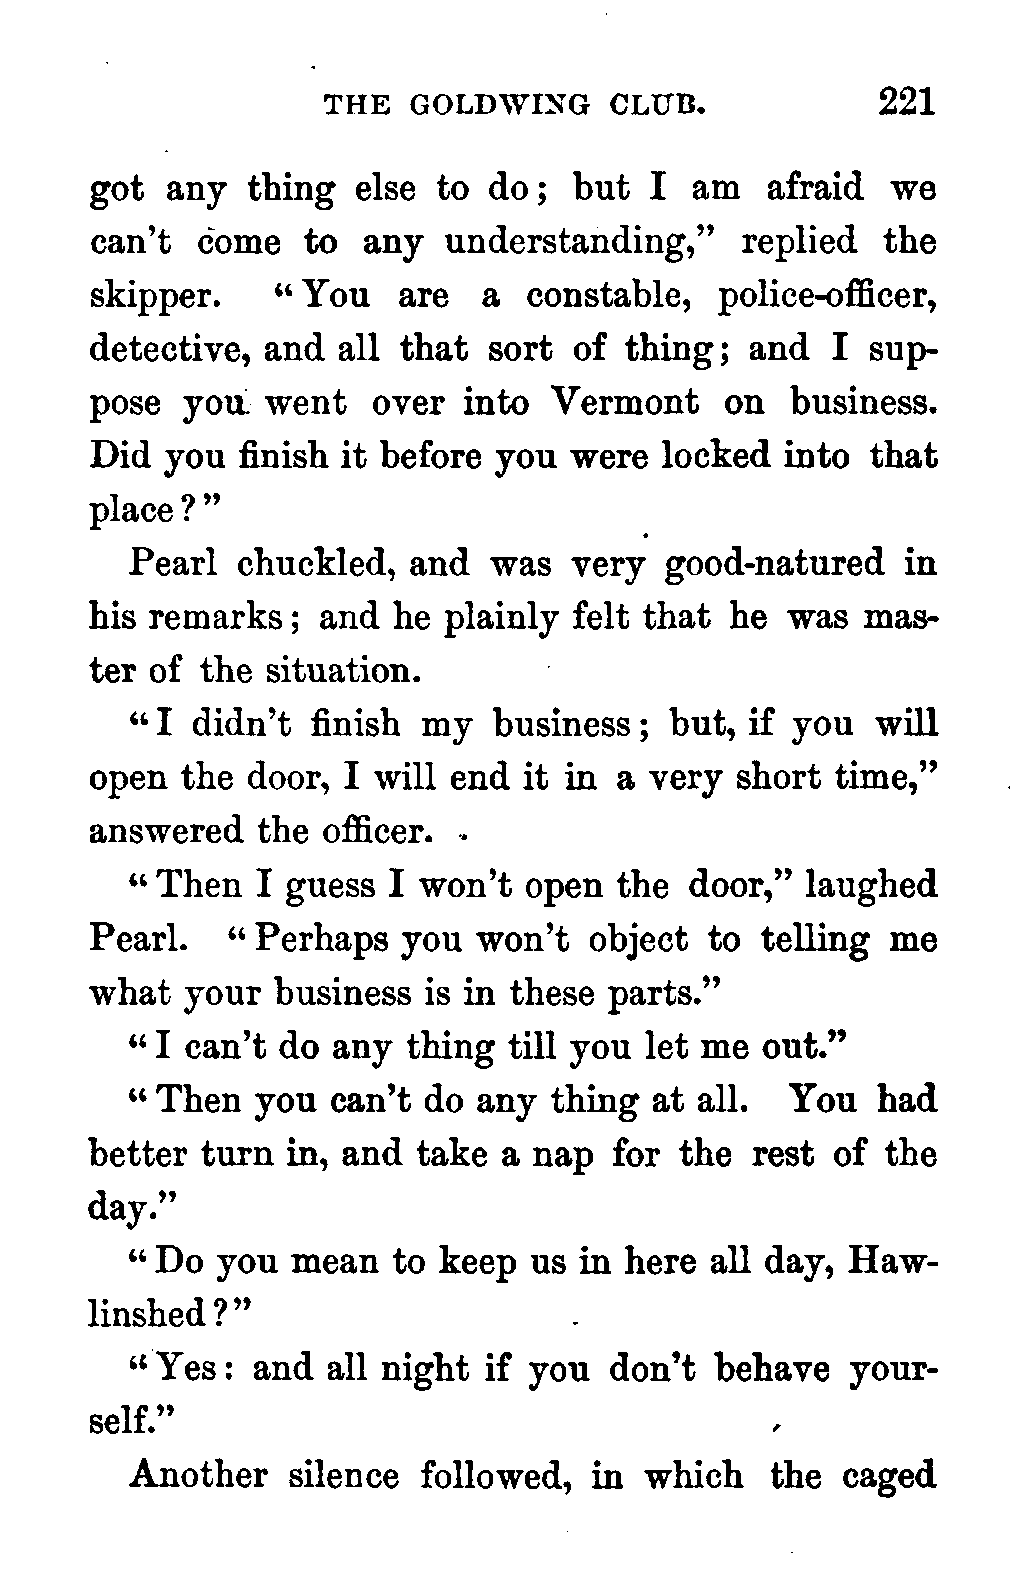 THE GOLDWING CLUB. 221
got any thing else to do; but I am afraid we
can't come to any understanding," replied the
skipper. "You are a constable, police-officer,
detective, and all that sort of thing; and I sup-
pose you went over into Vermont on business.
Did you finish it before you were locked into that
place?"
Pearl chuckled, and was very good-natured in
his remarks; and he plainly felt that he was mas-
ter of the situation.
"I didn't finish my business; but, if you will
open the door, I will end it in a very short time,"
answered the officer.
"Then I guess I won't open the door," laughed
Pearl. "Perhaps you won't object to telling me
what your business is in these parts."
"I can't do any thing till you let me out."
"Then you can't do any thing at all. You had
better turn in, and take a nap for the rest of the
day."
"Do you mean to keep us in here all day, Haw-
linshed?"
"Yes: and all night if you don't behave your-
self."
Another silence followed, in which the caged